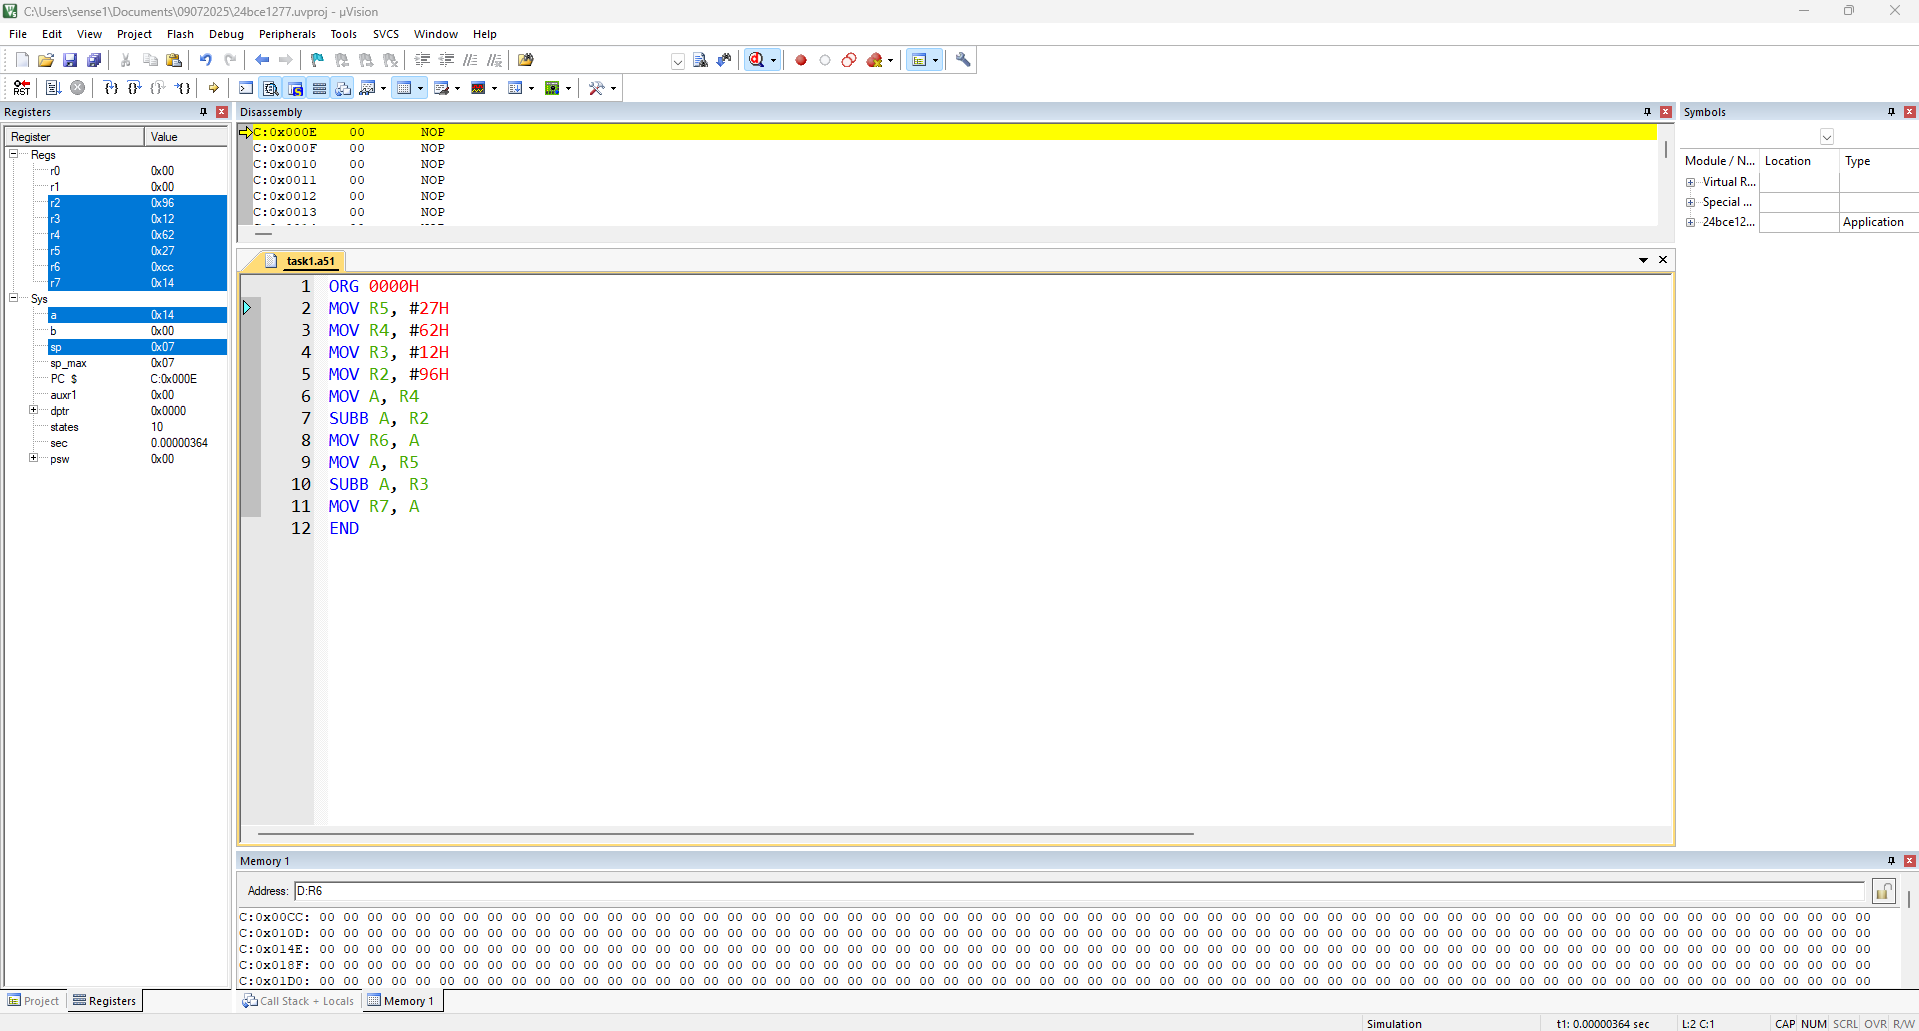 C:\Users\sense1\Documents\09072025\24bce1277.uvproj - µVision
File Edit View Project Flash Debug Peripherals Tools SVCS Window Help
Registers
Register Value
Regs
r0 0x00
r1 0x00
r2 0x96
r3 0x12
r4 0x62
r5 0x27
r6 0xcc
r7 0x14
Sys
a 0x14
b 0x00
sp 0x07
sp_max 0x07
PC $ C:0x000E
auxr1 0x00
dptr 0x0000
states 10
sec 0.00000364
psw 0x00
Project Registers
Disassembly
C:0x000E 00 NOP
C:0x000F 00 NOP
C:0x0010 00 NOP
C:0x0011 00 NOP
C:0x0012 00 NOP
C:0x0013 00 NOP
task1.a51
1 ORG 0000H
2 MOV R5, #27H
3 MOV R4, #62H
4 MOV R3, #12H
5 MOV R2, #96H
6 MOV A, R4
7 SUBB A, R2
8 MOV R6, A
9 MOV A, R5
10 SUBB A, R3
11 MOV R7, A
12 END
Symbols
Module / N... Location Type
Virtual R...
Special ...
24bce12... Application
Memory 1
Address: D:R6
C:0x00CC: 00 00 00 00 00 00 00 00 00 00 00 00 00 00 00 00 00 00 00 00 00 00 00 00 00 00 00 00 00 00 00 00 00 00 00 00 00 00 00 00 00 00 00 00 00 00 00 00 00 00 00 00 00 00 00 00 00 00 00 00 00 00 00 00 00
C:0x010D: 00 00 00 00 00 00 00 00 00 00 00 00 00 00 00 00 00 00 00 00 00 00 00 00 00 00 00 00 00 00 00 00 00 00 00 00 00 00 00 00 00 00 00 00 00 00 00 00 00 00 00 00 00 00 00 00 00 00 00 00 00 00 00 00 00
C:0x014E: 00 00 00 00 00 00 00 00 00 00 00 00 00 00 00 00 00 00 00 00 00 00 00 00 00 00 00 00 00 00 00 00 00 00 00 00 00 00 00 00 00 00 00 00 00 00 00 00 00 00 00 00 00 00 00 00 00 00 00 00 00 00 00 00 00
C:0x018F: 00 00 00 00 00 00 00 00 00 00 00 00 00 00 00 00 00 00 00 00 00 00 00 00 00 00 00 00 00 00 00 00 00 00 00 00 00 00 00 00 00 00 00 00 00 00 00 00 00 00 00 00 00 00 00 00 00 00 00 00 00 00 00 00 00
C:0x01D0: 00 00 00 00 00 00 00 00 00 00 00 00 00 00 00 00 00 00 00 00 00 00 00 00 00 00 00 00 00 00 00 00 00 00 00 00 00 00 00 00 00 00 00 00 00 00 00 00 00 00 00 00 00 00 00 00 00 00 00 00 00 00 00 00 00
Call Stack + Locals Memory 1
Simulation t1: 0.00000364 sec L:2 C:1 CAP NUM SCRL OVR R/W